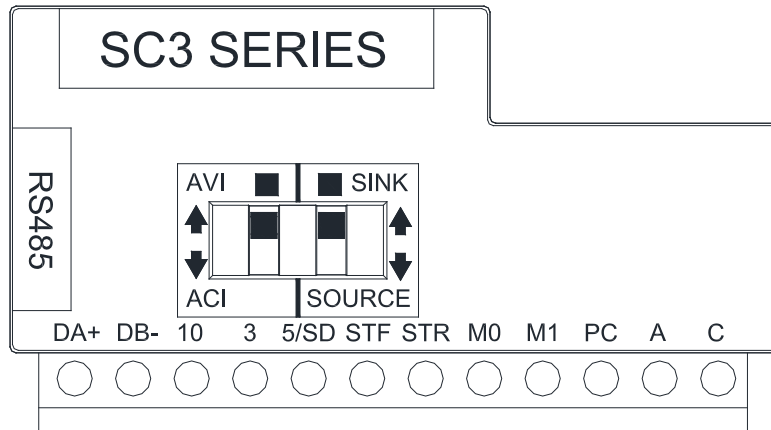 SC3 SERIES
RS485
AVI SINK
ACI SOURCE
DA+ DB- 10 3 5/SD STF STR M0 M1 PC A C